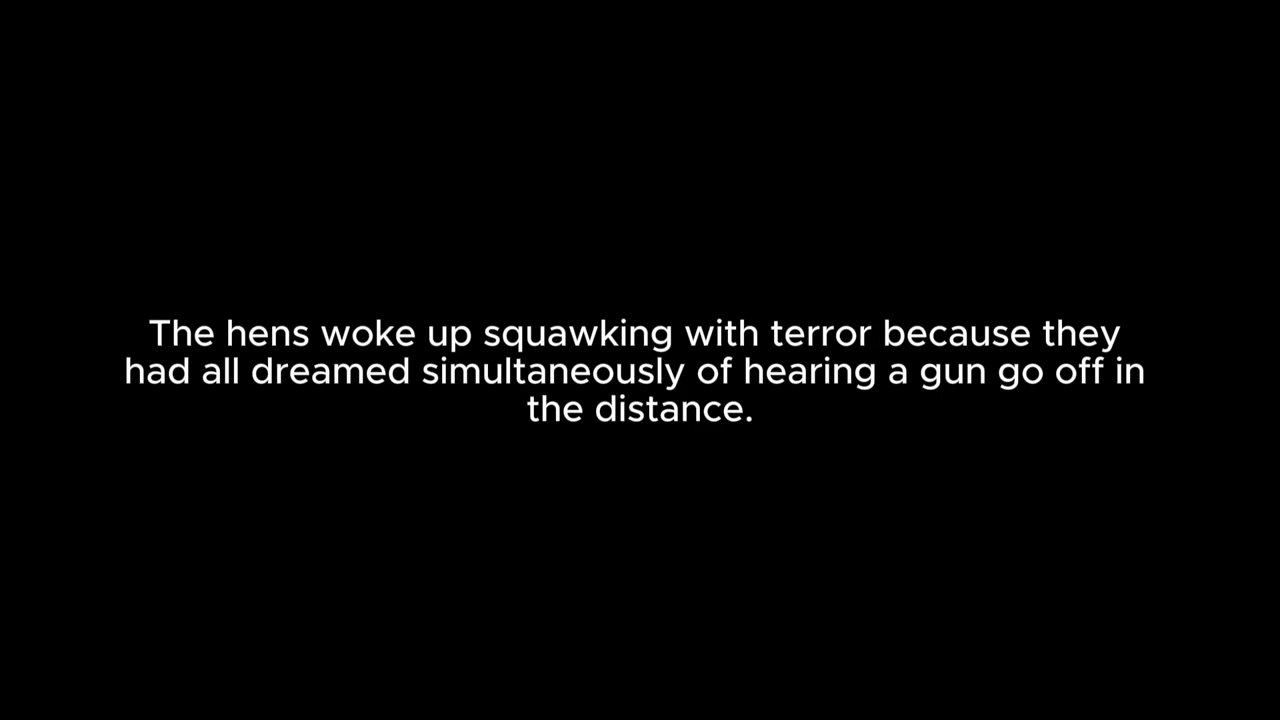 The hens woke up squawking with terror because they
had all dreamed simultaneously of hearing a gun go off in
the distance.